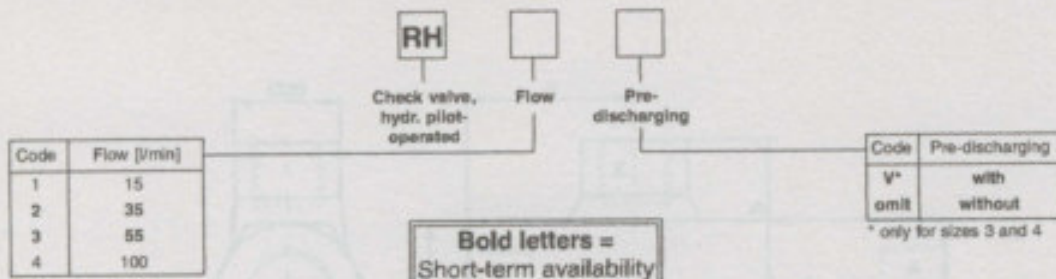 RH
Check valve,
hydr. pilot-
operated
Flow
Pre-
discharging
Code Flow [l/min]
1 15
2 35
3 55
4 100
Code Pre-discharging
V* with
omit without
* only for sizes 3 and 4
Bold letters =
Short-term availability